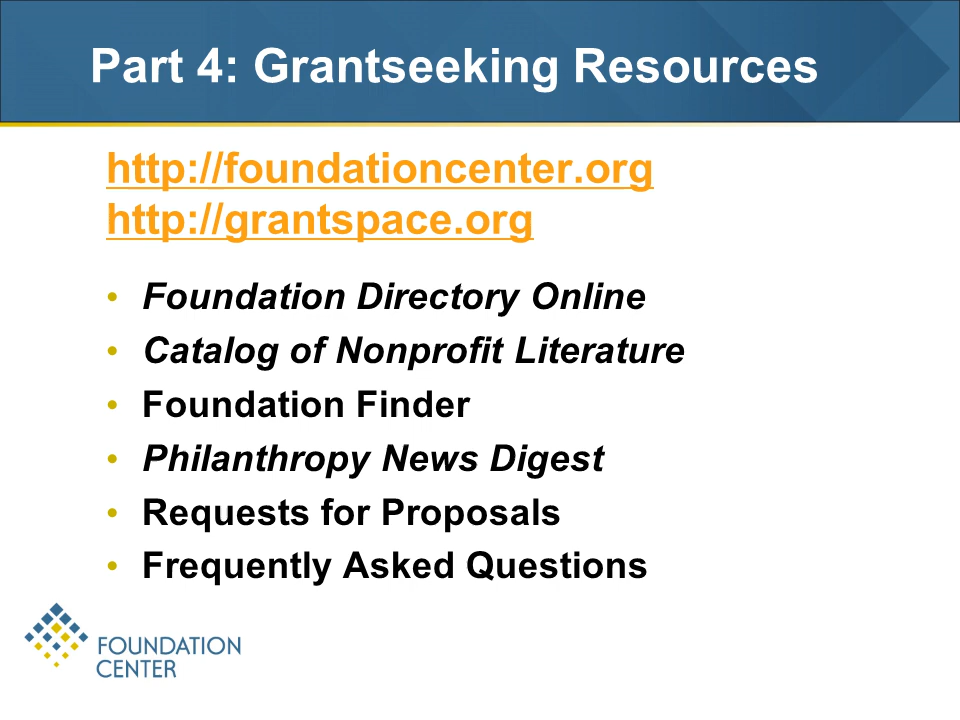 Part 4: Grantseeking Resources
http://foundationcenter.org
http://grantspace.org
• Foundation Directory Online
• Catalog of Nonprofit Literature
• Foundation Finder
• Philanthropy News Digest
• Requests for Proposals
• Frequently Asked Questions
FOUNDATION
CENTER